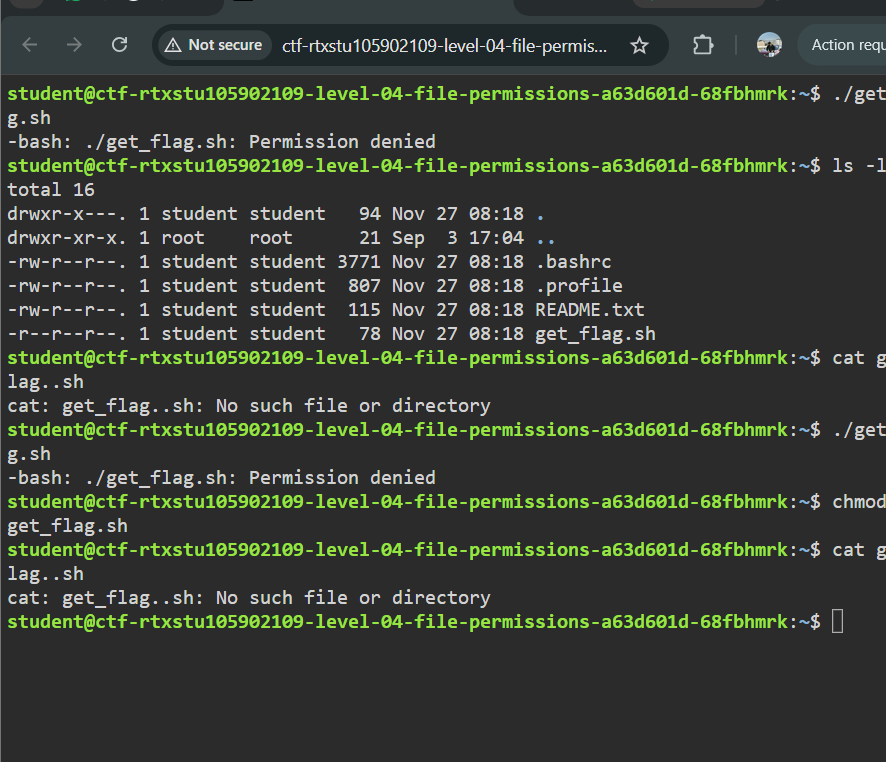 Not secure ctf-rtxstu105902109-level-04-file-permis... Action requ
student@ctf-rtxstu105902109-level-04-file-permissions-a63d601d-68fbhmrk:~$ ./get
g.sh
-bash: ./get_flag.sh: Permission denied
student@ctf-rtxstu105902109-level-04-file-permissions-a63d601d-68fbhmrk:~$ ls -l
total 16
drwxr-x---. 1 student student   94 Nov 27 08:18 .
drwxr-xr-x. 1 root    root      21 Sep  3 17:04 ..
-rw-r--r--. 1 student student 3771 Nov 27 08:18 .bashrc
-rw-r--r--. 1 student student  807 Nov 27 08:18 .profile
-rw-r--r--. 1 student student  115 Nov 27 08:18 README.txt
-r--r--r--. 1 student student   78 Nov 27 08:18 get_flag.sh
student@ctf-rtxstu105902109-level-04-file-permissions-a63d601d-68fbhmrk:~$ cat g
lag..sh
cat: get_flag..sh: No such file or directory
student@ctf-rtxstu105902109-level-04-file-permissions-a63d601d-68fbhmrk:~$ ./get
g.sh
-bash: ./get_flag.sh: Permission denied
student@ctf-rtxstu105902109-level-04-file-permissions-a63d601d-68fbhmrk:~$ chmod
get_flag.sh
student@ctf-rtxstu105902109-level-04-file-permissions-a63d601d-68fbhmrk:~$ cat g
lag..sh
cat: get_flag..sh: No such file or directory
student@ctf-rtxstu105902109-level-04-file-permissions-a63d601d-68fbhmrk:~$